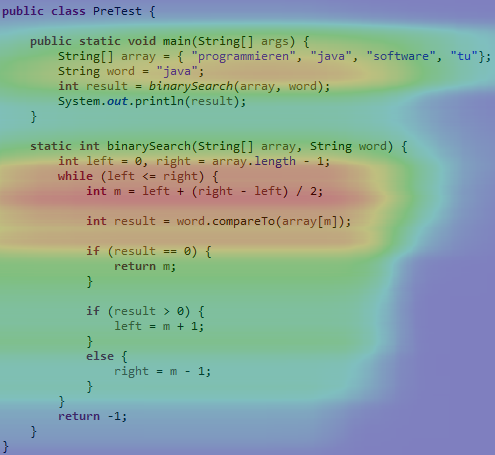 public class PreTest {
public static void main(String[] args) {
String[] array = { "programmieren", "java", "software", "tu"};
String word = "java";
int result = binarySearch(array, word);
System.out.println(result);
}
static int binarySearch(String[] array, String word) {
int left = 0, right = array.length - 1;
while (left <= right) {
int m = left + (right - left) / 2;
int result = word.compareTo(array[m]);
if (result == 0) {
return m;
}
if (result > 0) {
left = m + 1;
}
else {
right = m - 1;
}
}
return -1;
}
}